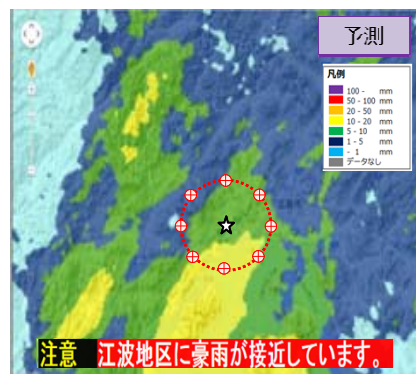 予測
凡例
100 - mm
50 - 100 mm
20 - 50 mm
10 - 20 mm
5 - 10 mm
1 - 5 mm
- 1 mm
データなし
注意 江波地区に豪雨が接近しています。